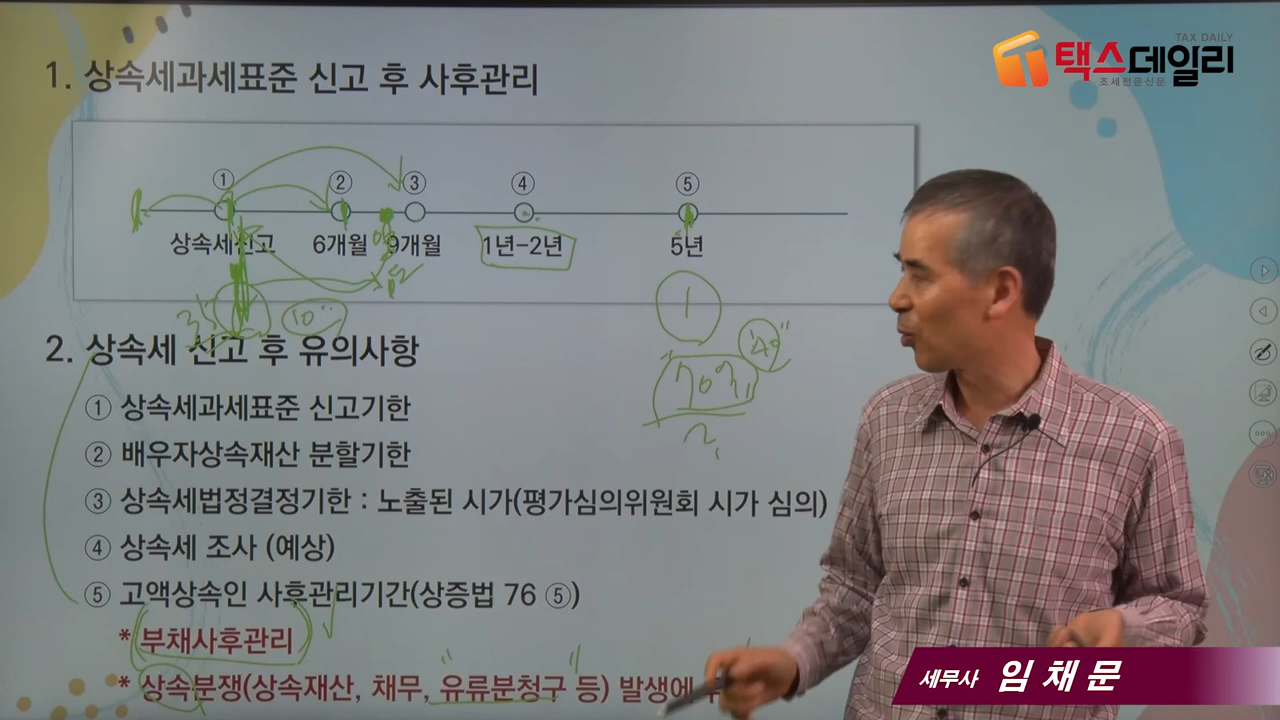 TAX DAILY
택스데일리
조세전문신문
1. 상속세과세표준 신고 후 사후관리
① ② ③ ④ ⑤
상속세신고 6개월 9개월 1년-2년 5년
10
1
70억
2. 상속세 신고 후 유의사항
① 상속세과세표준 신고기한
② 배우자상속재산 분할기한
③ 상속세법정결정기한 : 노출된 시가(평가심의위원회 시가 심의)
④ 상속세 조사 (예상)
⑤ 고액상속인 사후관리기간(상증법 76 ⑤)
* 부채사후관리
* 상속분쟁(상속재산, 채무, 유류분청구 등) 발생에
세무사 임채문